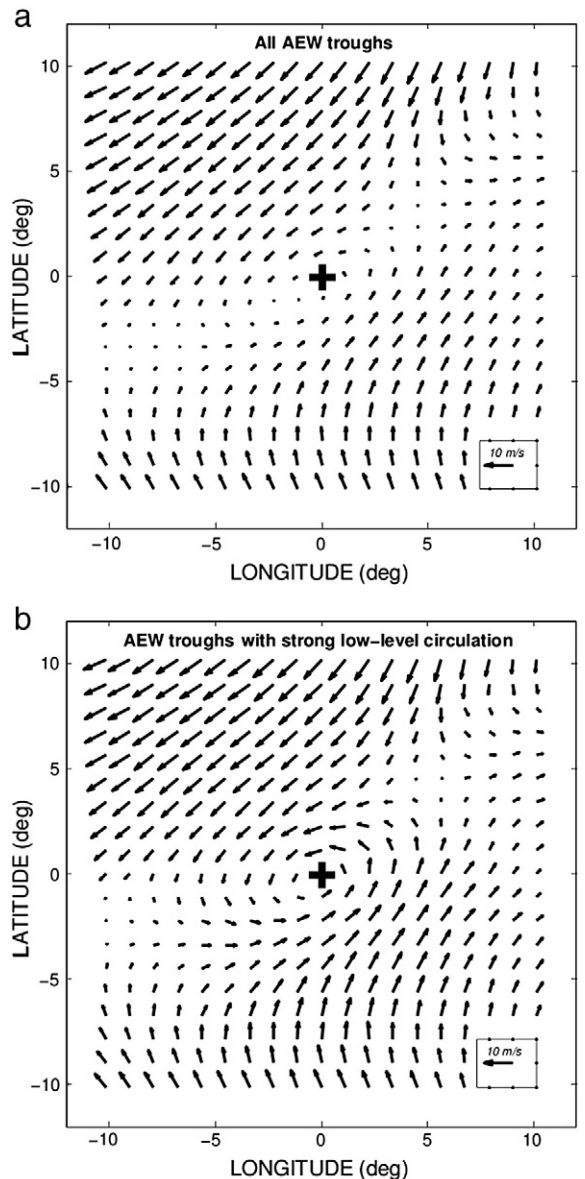 a
All AEW troughs
10
5
0
−5
−10
LATITUDE (deg)
10 m/s
−10 −5 0 5 10
LONGITUDE (deg)
b
AEW troughs with strong low−level circulation
10
5
0
−5
−10
LATITUDE (deg)
10 m/s
−10 −5 0 5 10
LONGITUDE (deg)